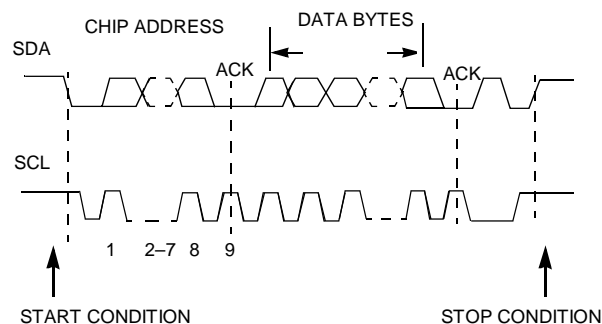 CHIP ADDRESS
DATA BYTES
SDA
ACK
ACK
SCL
1 2–7 8 9
START CONDITION
STOP CONDITION